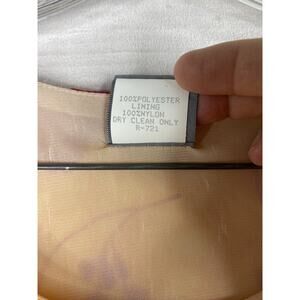 100%POLYESTER
LINING
100%NYLON
DRY CLEAN ONLY
R-721